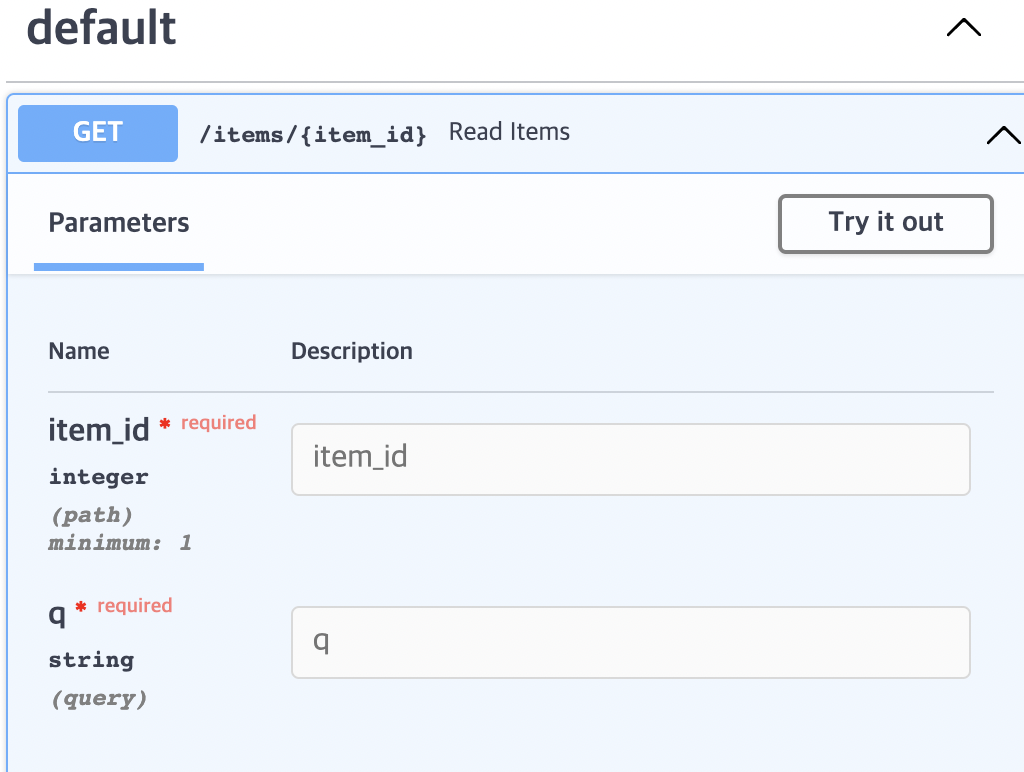 default
GET /items/{item_id} Read Items
Parameters Try it out
Name Description
item_id * required item_id
integer
(path)
minimum: 1
q * required q
string
(query)